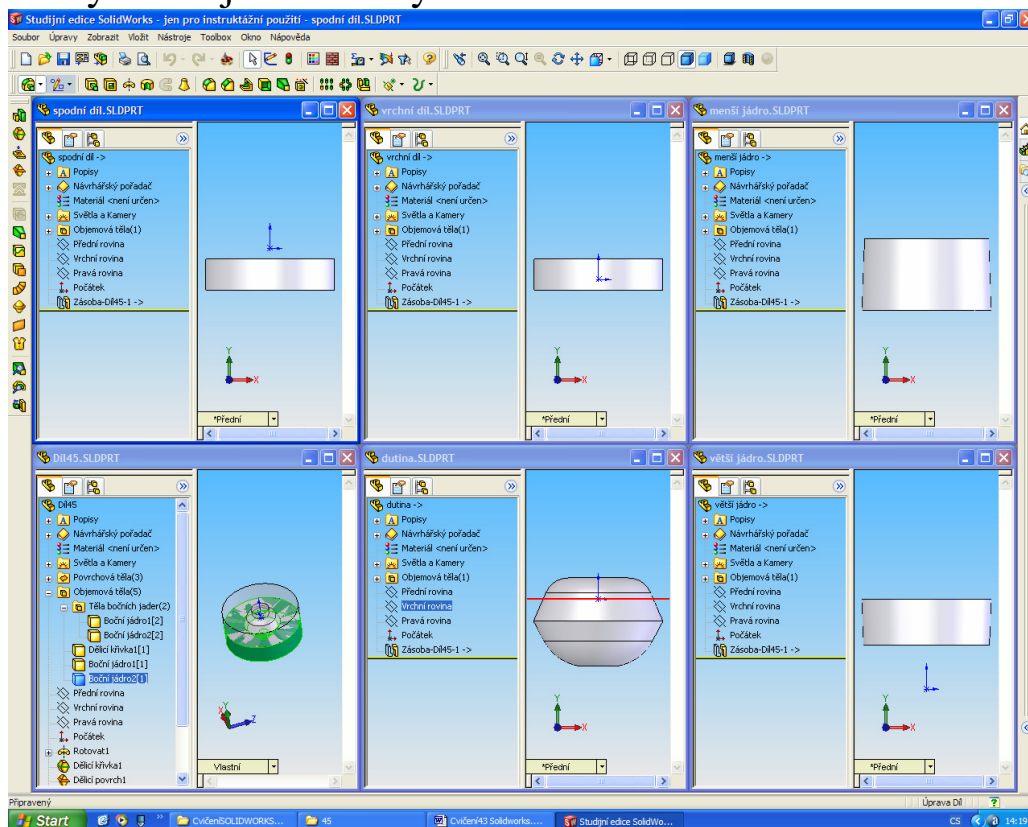 Studijní edice SolidWorks - jen pro instruktážní použití - spodní díl.SLDPRT
Soubor Úpravy Zobrazit Vložit Nástroje Toolbox Okno Nápověda
spodní díl.SLDPRT
spodní díl ->
Popisy
Návrhářský pořadač
Materiál <není určen>
Světla a Kamery
Objemová těla(1)
Přední rovina
Vrchní rovina
Pravá rovina
Počátek
Zásoba-Díl45-1 ->
Y
X
*Přední
vrchní díl.SLDPRT
vrchní díl ->
Popisy
Návrhářský pořadač
Materiál <není určen>
Světla a Kamery
Objemová těla(1)
Přední rovina
Vrchní rovina
Pravá rovina
Počátek
Zásoba-Díl45-1 ->
Y
X
*Přední
menší jádro.SLDPRT
menší jádro ->
Popisy
Návrhářský pořadač
Materiál <není určen>
Světla a Kamery
Objemová těla(1)
Přední rovina
Vrchní rovina
Pravá rovina
Počátek
Zásoba-Díl45-1 ->
Y
X
*Přední
Díl45.SLDPRT
Díl45
Popisy
Návrhářský pořadač
Materiál <není určen>
Světla a Kamery
Povrchová těla(3)
Objemová těla(5)
Těla bočních jader(2)
Boční jádro1[2]
Boční jádro2[2]
Dělicí křivka1[1]
Boční jádro1[1]
Boční jádro2[1]
Přední rovina
Vrchní rovina
Pravá rovina
Počátek
Rotovat1
Dělicí křivka1
Dělicí povrch1
X
Y
Z
Vlastní
dutina.SLDPRT
dutina ->
Popisy
Návrhářský pořadač
Materiál <není určen>
Světla a Kamery
Objemová těla(1)
Přední rovina
Vrchní rovina
Pravá rovina
Počátek
Zásoba-Díl45-1 ->
Y
X
*Přední
větší jádro.SLDPRT
větší jádro ->
Popisy
Návrhářský pořadač
Materiál <není určen>
Světla a Kamery
Objemová těla(1)
Přední rovina
Vrchní rovina
Pravá rovina
Počátek
Zásoba-Díl45-1 ->
Y
X
*Přední
Připravený
Úprava Díl
Start
CvičeníSOLIDWORKS...
45
Cvičení43 Solidworks....
Studijní edice SolidWo...
CS
14:19